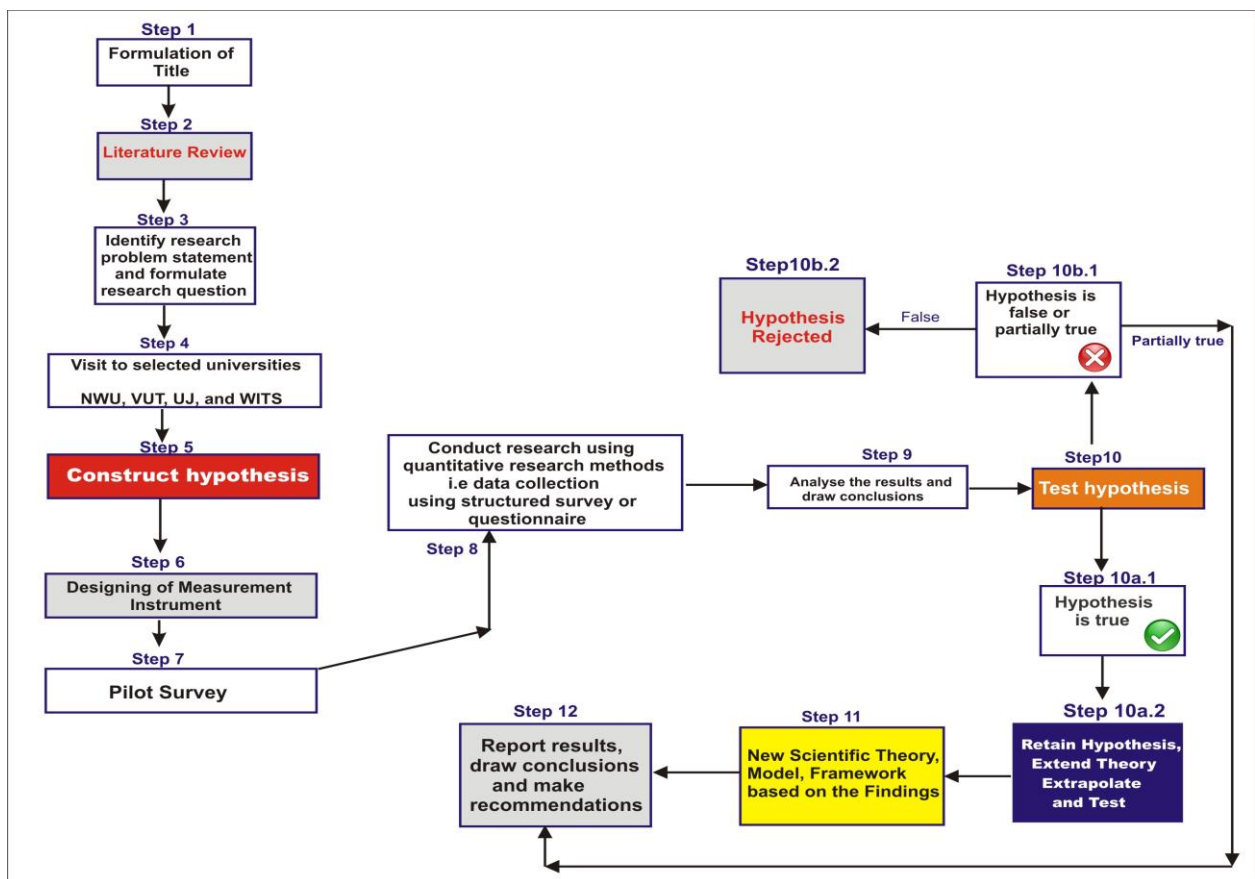 Step 1
Formulation of
Title
Step 2
Literature Review
Step 3
Identify research
problem statement
and formulate
research question
Step 4
Visit to selected universities
NWU, VUT, UJ, and WITS
Step 5
Construct hypothesis
Step 6
Designing of Measurement
Instrument
Step 7
Pilot Survey
Step 8
Conduct research using
quantitative research methods
i.e data collection
using structured survey or
questionnaire
Step 9
Analyse the results and
draw conclusions
Step10
Test hypothesis
Step 10b.1
Hypothesis is
false or
partially true
False
Partially true
Step10b.2
Hypothesis
Rejected
Step 10a.1
Hypothesis
is true
Step 10a.2
Retain Hypothesis,
Extend Theory
Extrapolate
and Test
Step 11
New Scientific Theory,
Model, Framework
based on the Findings
Step 12
Report results,
draw conclusions
and make
recommendations